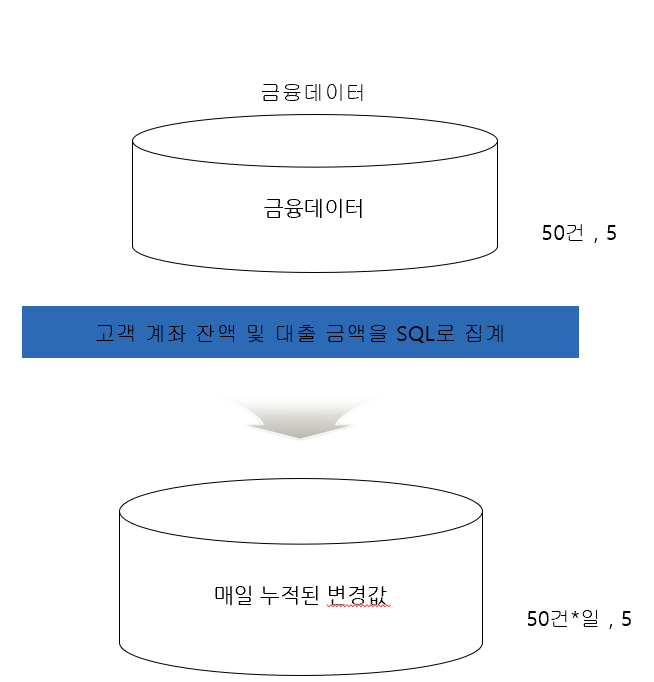 금융데이터
금융데이터
50건 , 5
고객 계좌 잔액 및 대출 금액을 SQL로 집계
매일 누적된 변경값
50건*일 , 5